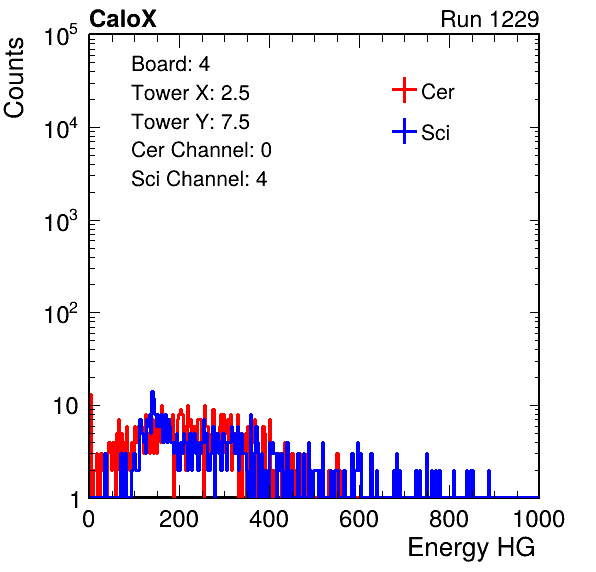 CaloX Run 1229
Counts
10^5
10^4
10^3
10^2
10
1
Board: 4
Tower X: 2.5
Tower Y: 7.5
Cer Channel: 0
Sci Channel: 4
Cer
Sci
0 200 400 600 800 1000
Energy HG